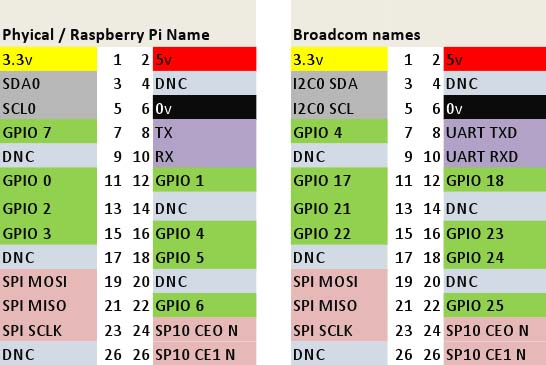 Phyical / Raspberry Pi Name Broadcom names
3.3v 1 2 5v 3.3v 1 2 5v
SDA0 3 4 DNC I2C0 SDA 3 4 DNC
SCL0 5 6 0v I2C0 SCL 5 6 0v
GPIO 7 7 8 TX GPIO 4 7 8 UART TXD
DNC 9 10 RX DNC 9 10 UART RXD
GPIO 0 11 12 GPIO 1 GPIO 17 11 12 GPIO 18
GPIO 2 13 14 DNC GPIO 21 13 14 DNC
GPIO 3 15 16 GPIO 4 GPIO 22 15 16 GPIO 23
DNC 17 18 GPIO 5 DNC 17 18 GPIO 24
SPI MOSI 19 20 DNC SPI MOSI 19 20 DNC
SPI MISO 21 22 GPIO 6 SPI MISO 21 22 GPIO 25
SPI SCLK 23 24 SP10 CEO N SPI SCLK 23 24 SP10 CEO N
DNC 26 26 SP10 CE1 N DNC 26 26 SP10 CE1 N